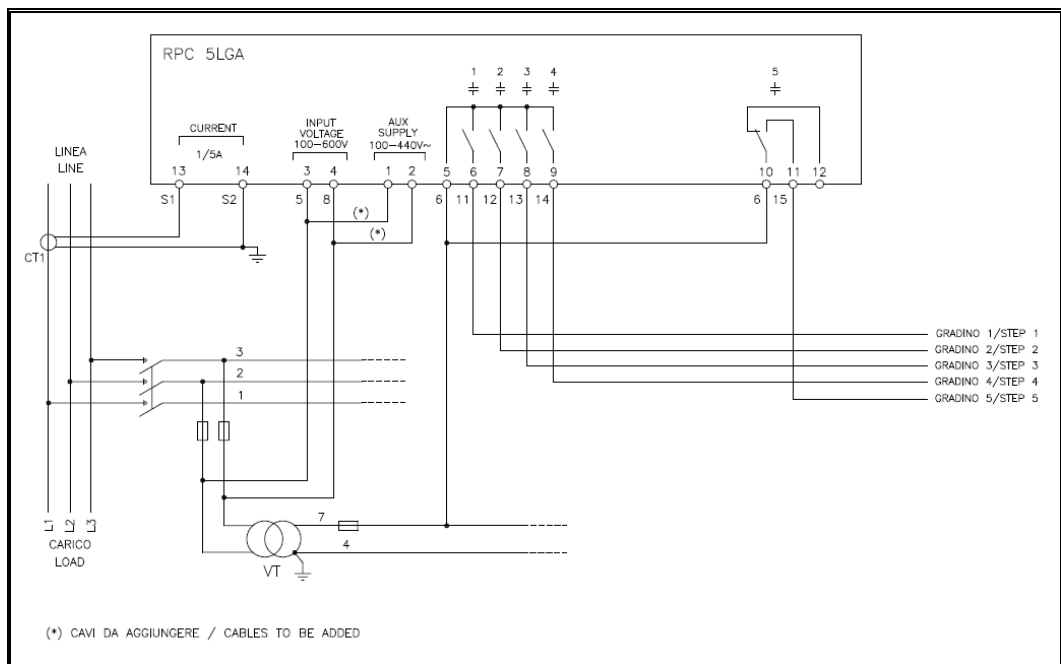 RPC 5LGA
1 2 3 4 5
CURRENT
1/5A
INPUT
VOLTAGE
100-600V
AUX
SUPPLY
100-440V~
LINEA
LINE
13 14 3 4 1 2 5 6 7 8 9 10 11 12
S1 S2 5 8 6 11 12 13 14 6 15
(*)
(*)
CT1
GRADINO 1/STEP 1
GRADINO 2/STEP 2
GRADINO 3/STEP 3
GRADINO 4/STEP 4
GRADINO 5/STEP 5
3
2
1
L1 L2 L3
CARICO
LOAD
7
4
VT
(*) CAVI DA AGGIUNGERE / CABLES TO BE ADDED